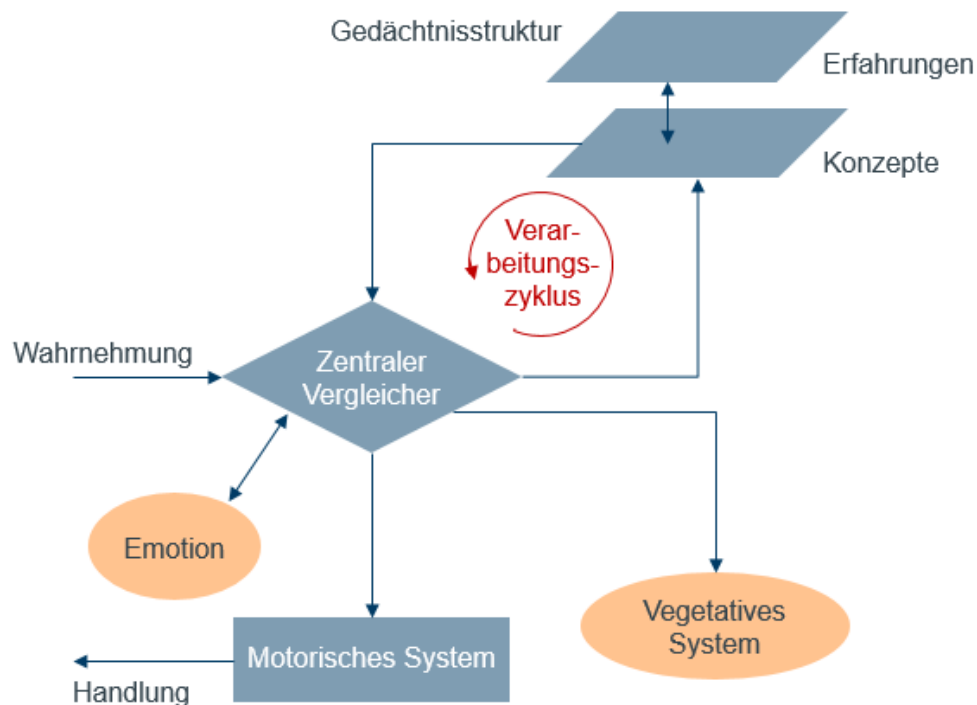 Gedächtnisstruktur
Erfahrungen
Konzepte
Verar-
beitungs-
zyklus
Wahrnehmung
Zentraler
Vergleicher
Emotion
Vegetatives
System
Motorisches System
Handlung